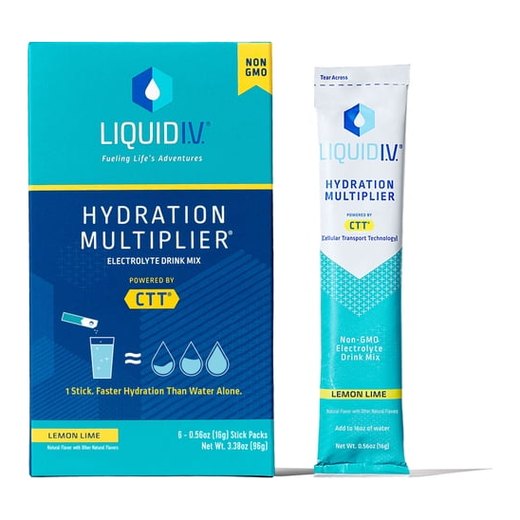 NON
GMO
LIQUID I.V.®
Fueling Life's Adventures
HYDRATION
MULTIPLIER®
ELECTROLYTE DRINK MIX
POWERED BY
CTT®
1 Stick. Faster Hydration Than Water Alone.
LEMON LIME
Natural Flavor with Other Natural Flavors
6 - 0.56oz (16g) Stick Packs
Net Wt. 3.38oz (96g)
Tear Across
LIQUID I.V.®
HYDRATION
MULTIPLIER
POWERED BY
CTT®
(Cellular Transport Technology)
Non-GMO
Electrolyte
Drink Mix
LEMON LIME
Natural Flavor with Other Natural Flavors
Add to 16oz of water
Net Wt. 0.56oz (16g)